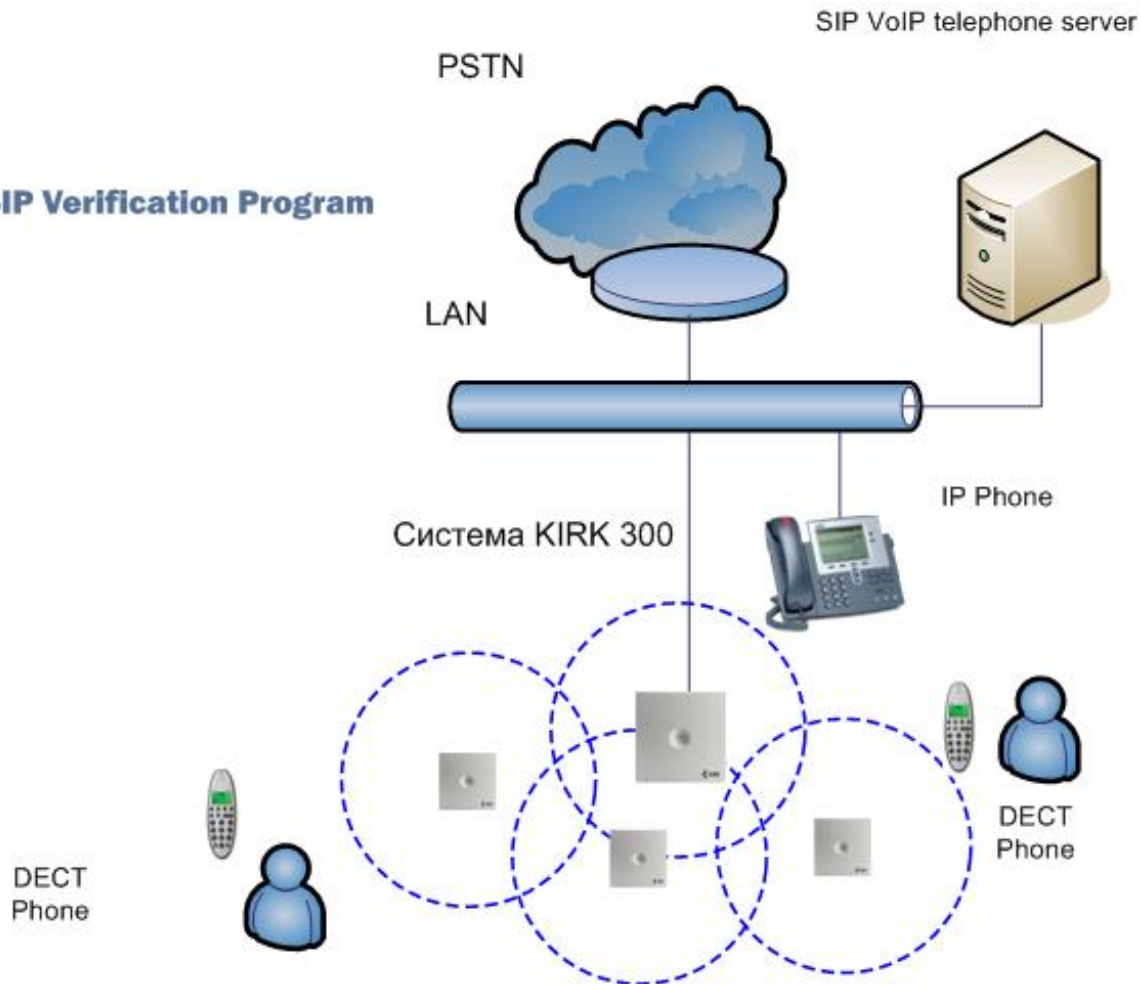 SIP VoIP telephone server
PSTN
IP Verification Program
LAN
IP Phone
Система KIRK 300
DECT
Phone
DECT
Phone